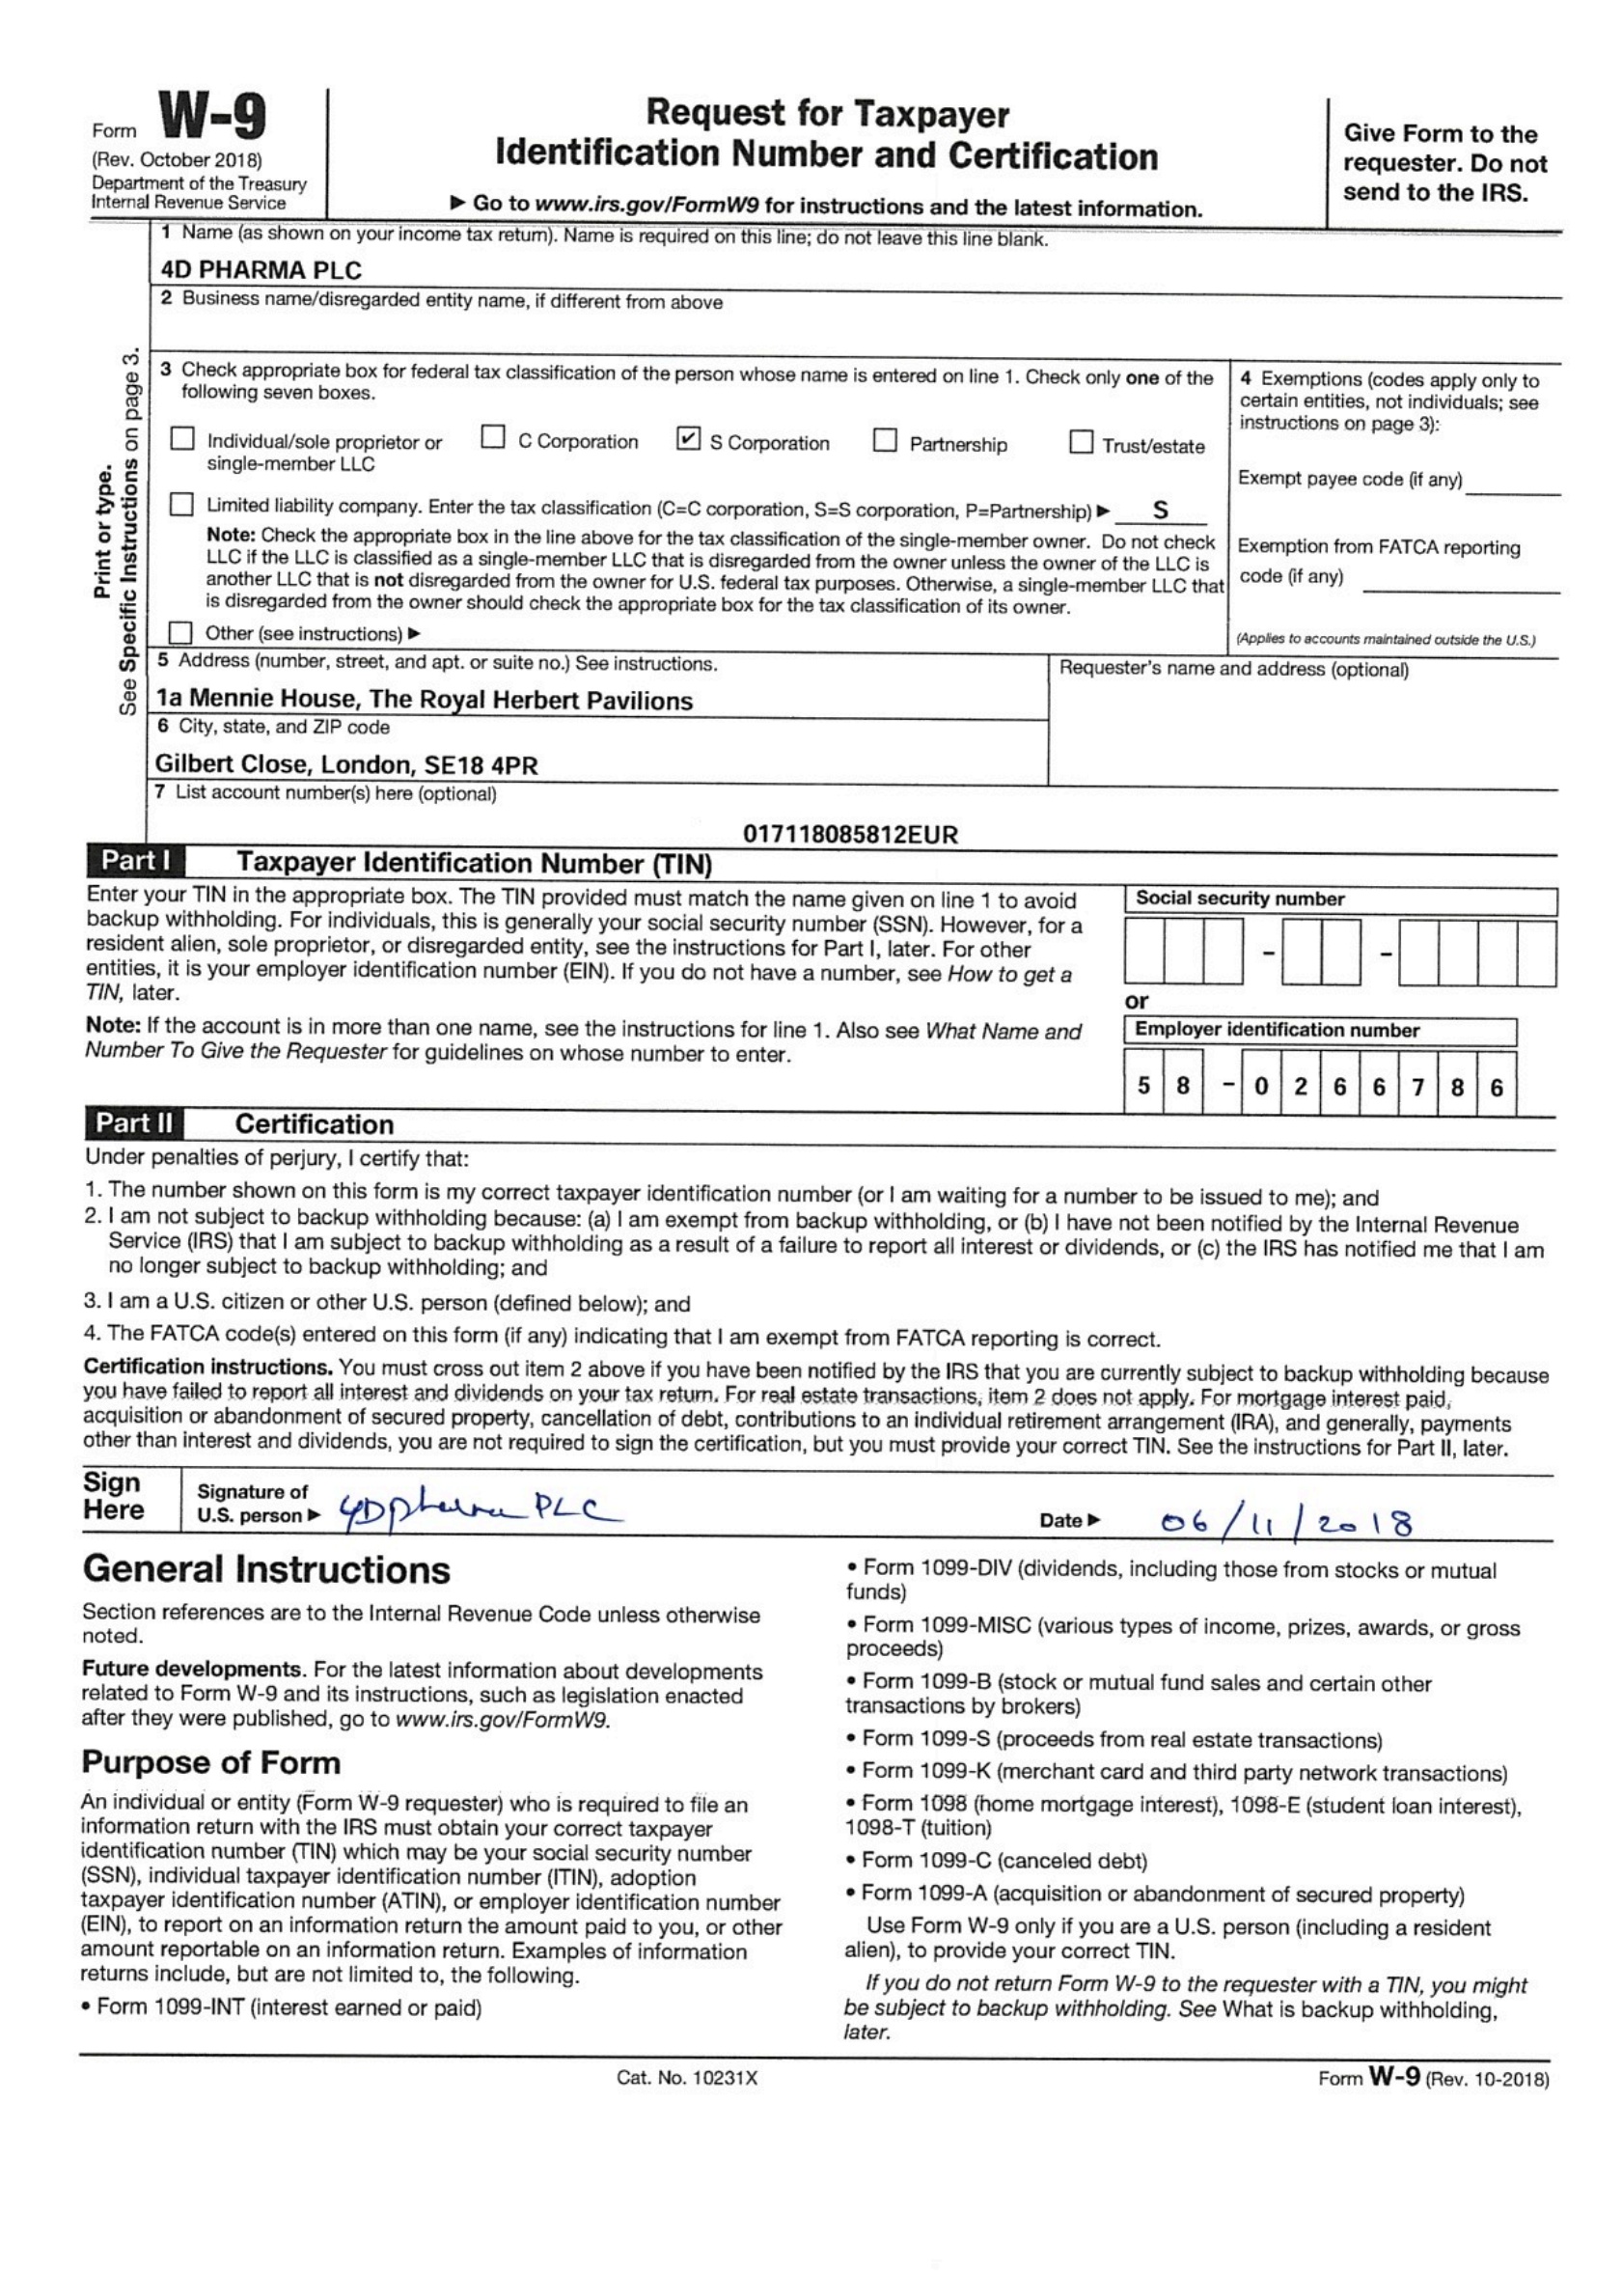 Form W-9
(Rev. October 2018)
Department of the Treasury
Internal Revenue Service
Request for Taxpayer
Identification Number and Certification
▶ Go to www.irs.gov/FormW9 for instructions and the latest information.
Give Form to the
requester. Do not
send to the IRS.
Print or type.
See Specific Instructions on page 3.
1 Name (as shown on your income tax return). Name is required on this line; do not leave this line blank.
4D PHARMA PLC
2 Business name/disregarded entity name, if different from above
3 Check appropriate box for federal tax classification of the person whose name is entered on line 1. Check only one of the
following seven boxes.
☐ Individual/sole proprietor or
single-member LLC
☐ C Corporation
☑ S Corporation
☐ Partnership
☐ Trust/estate
☐ Limited liability company. Enter the tax classification (C=C corporation, S=S corporation, P=Partnership) ▶ S
Note: Check the appropriate box in the line above for the tax classification of the single-member owner. Do not check
LLC if the LLC is classified as a single-member LLC that is disregarded from the owner unless the owner of the LLC is
another LLC that is not disregarded from the owner for U.S. federal tax purposes. Otherwise, a single-member LLC that
is disregarded from the owner should check the appropriate box for the tax classification of its owner.
☐ Other (see instructions) ▶
4 Exemptions (codes apply only to
certain entities, not individuals; see
instructions on page 3):
Exempt payee code (if any)
Exemption from FATCA reporting
code (if any)
(Applies to accounts maintained outside the U.S.)
5 Address (number, street, and apt. or suite no.) See instructions.
1a Mennie House, The Royal Herbert Pavilions
6 City, state, and ZIP code
Gilbert Close, London, SE18 4PR
Requester's name and address (optional)
7 List account number(s) here (optional)
017118085812EUR
Part I Taxpayer Identification Number (TIN)
Enter your TIN in the appropriate box. The TIN provided must match the name given on line 1 to avoid
backup withholding. For individuals, this is generally your social security number (SSN). However, for a
resident alien, sole proprietor, or disregarded entity, see the instructions for Part I, later. For other
entities, it is your employer identification number (EIN). If you do not have a number, see How to get a
TIN, later.
Note: If the account is in more than one name, see the instructions for line 1. Also see What Name and
Number To Give the Requester for guidelines on whose number to enter.
Social security number
- -
or
Employer identification number
5 8 - 0 2 6 6 7 8 6
Part II Certification
Under penalties of perjury, I certify that:
1. The number shown on this form is my correct taxpayer identification number (or I am waiting for a number to be issued to me); and
2. I am not subject to backup withholding because: (a) I am exempt from backup withholding, or (b) I have not been notified by the Internal Revenue
Service (IRS) that I am subject to backup withholding as a result of a failure to report all interest or dividends, or (c) the IRS has notified me that I am
no longer subject to backup withholding; and
3. I am a U.S. citizen or other U.S. person (defined below); and
4. The FATCA code(s) entered on this form (if any) indicating that I am exempt from FATCA reporting is correct.
Certification instructions. You must cross out item 2 above if you have been notified by the IRS that you are currently subject to backup withholding because
you have failed to report all interest and dividends on your tax return. For real estate transactions, item 2 does not apply. For mortgage interest paid,
acquisition or abandonment of secured property, cancellation of debt, contributions to an individual retirement arrangement (IRA), and generally, payments
other than interest and dividends, you are not required to sign the certification, but you must provide your correct TIN. See the instructions for Part II, later.
Sign
Here
Signature of
U.S. person ▶ 4D pharma PLC
Date ▶ 06/11/2018
General Instructions
Section references are to the Internal Revenue Code unless otherwise
noted.
Future developments. For the latest information about developments
related to Form W-9 and its instructions, such as legislation enacted
after they were published, go to www.irs.gov/FormW9.
Purpose of Form
An individual or entity (Form W-9 requester) who is required to file an
information return with the IRS must obtain your correct taxpayer
identification number (TIN) which may be your social security number
(SSN), individual taxpayer identification number (ITIN), adoption
taxpayer identification number (ATIN), or employer identification number
(EIN), to report on an information return the amount paid to you, or other
amount reportable on an information return. Examples of information
returns include, but are not limited to, the following.
• Form 1099-INT (interest earned or paid)
• Form 1099-DIV (dividends, including those from stocks or mutual
funds)
• Form 1099-MISC (various types of income, prizes, awards, or gross
proceeds)
• Form 1099-B (stock or mutual fund sales and certain other
transactions by brokers)
• Form 1099-S (proceeds from real estate transactions)
• Form 1099-K (merchant card and third party network transactions)
• Form 1098 (home mortgage interest), 1098-E (student loan interest),
1098-T (tuition)
• Form 1099-C (canceled debt)
• Form 1099-A (acquisition or abandonment of secured property)
Use Form W-9 only if you are a U.S. person (including a resident
alien), to provide your correct TIN.
If you do not return Form W-9 to the requester with a TIN, you might
be subject to backup withholding. See What is backup withholding,
later.
Cat. No. 10231X
Form W-9 (Rev. 10-2018)